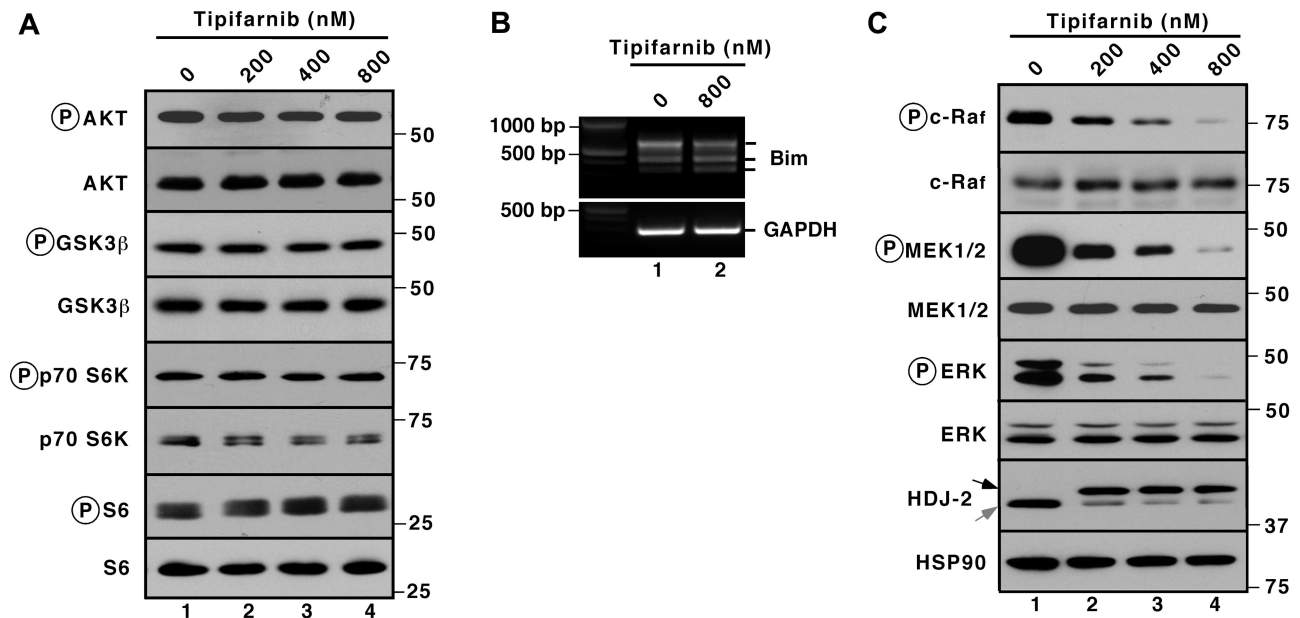 A
Tipifarnib (nM)
0 200 400 800
P AKT
50
AKT
50
P GSK3β
50
GSK3β
50
P p70 S6K
75
p70 S6K
75
P S6
25
S6
25
1 2 3 4
B
Tipifarnib (nM)
0 800
1000 bp
500 bp
Bim
500 bp
GAPDH
1 2
C
Tipifarnib (nM)
0 200 400 800
P c-Raf
75
c-Raf
75
P MEK1/2
50
MEK1/2
50
P ERK
50
ERK
50
HDJ-2
37
HSP90
75
1 2 3 4